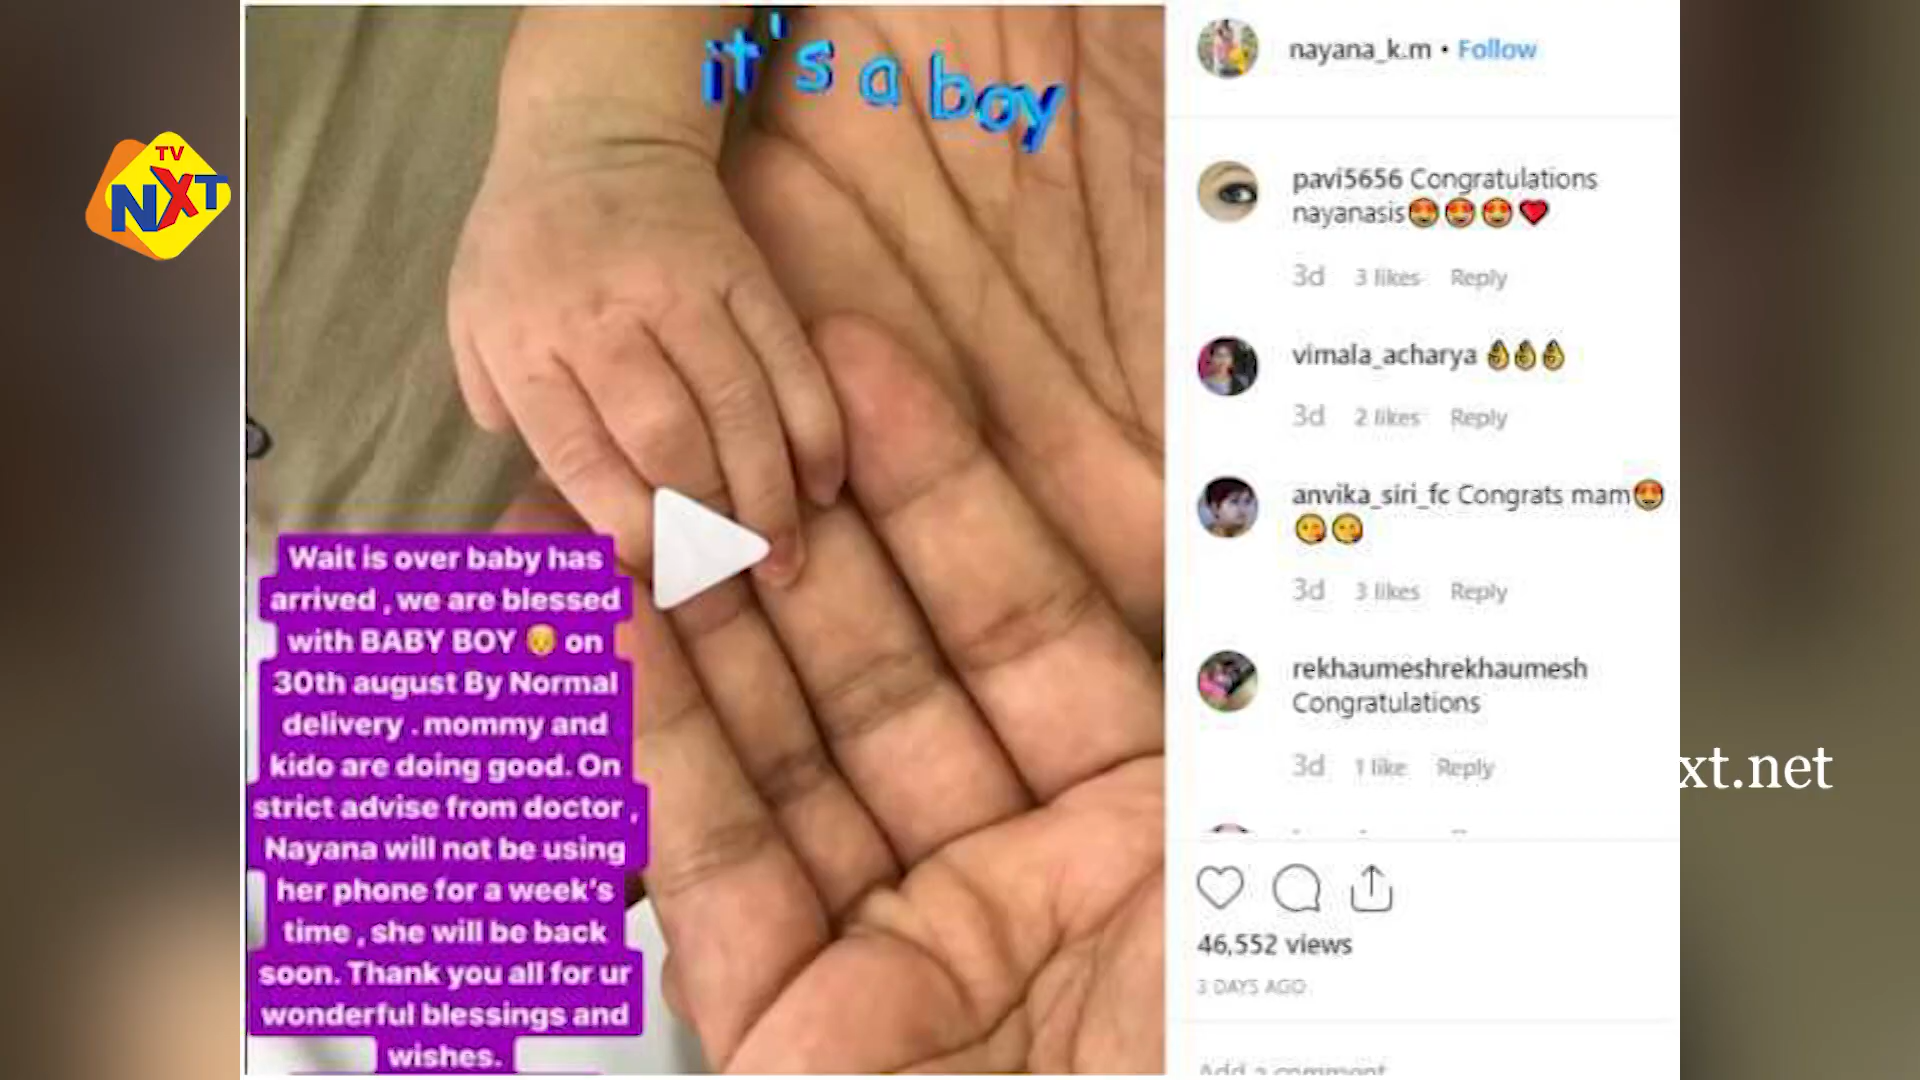 TV
NXT
it's a boy
Wait is over baby has
arrived , we are blessed
with BABY BOY 👶 on
30th august By Normal
delivery . mommy and
kido are doing good. On
strict advise from doctor ,
Nayana will not be using
her phone for a week's
time , she will be back
soon. Thank you all for ur
wonderful blessings and
wishes.
nayana_k.m • Follow
pavi5656 Congratulations
nayanasis😍😍😍❤️
3d 3 likes Reply
vimala_acharya 👌👌👌
3d 2 likes Reply
anvika_siri_fc Congrats mam😍
😘😘
3d 3 likes Reply
rekhaumeshrekhaumesh
Congratulations
3d 1 like Reply
46,552 views
3 DAYS AGO
Add a comment
xt.net